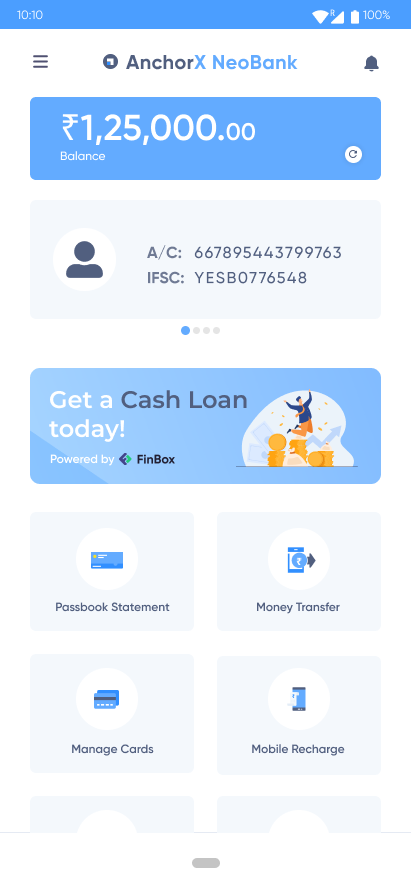 10:10
R
100%
AnchorX NeoBank
₹1,25,000.00
Balance
A/C: 667895443799763
IFSC: YESB0776548
Get a Cash Loan
today!
Powered by FinBox
Passbook Statement
Money Transfer
Manage Cards
Mobile Recharge